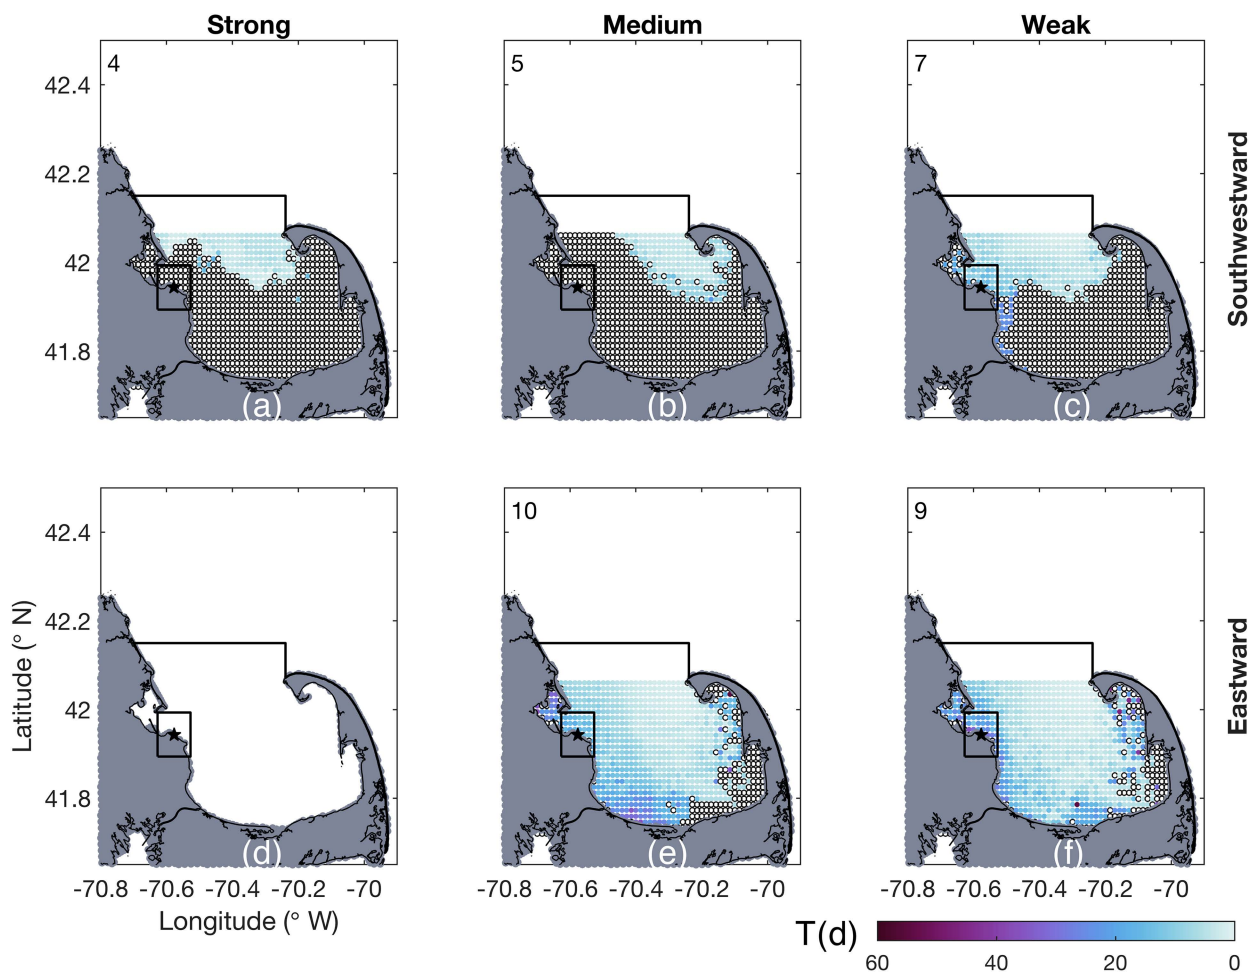 Strong Medium Weak
4 5 7
42.4
42.2
42
41.8
Southwestward
(a) (b) (c)
10 9
42.4
42.2
42
41.8
Latitude (° N)
Eastward
(d) (e) (f)
-70.8 -70.6 -70.4 -70.2 -70 -70.8 -70.6 -70.4 -70.2 -70 -70.8 -70.6 -70.4 -70.2 -70
Longitude (° W)
T(d)
60 40 20 0